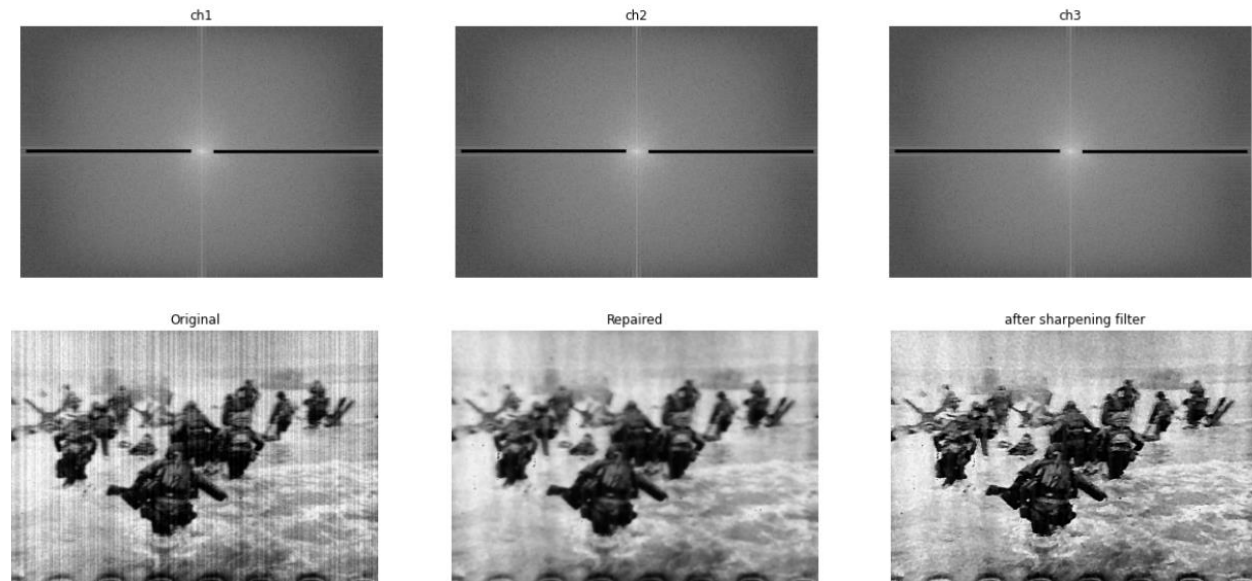 ch1
ch2
ch3
Original
Repaired
after sharpening filter